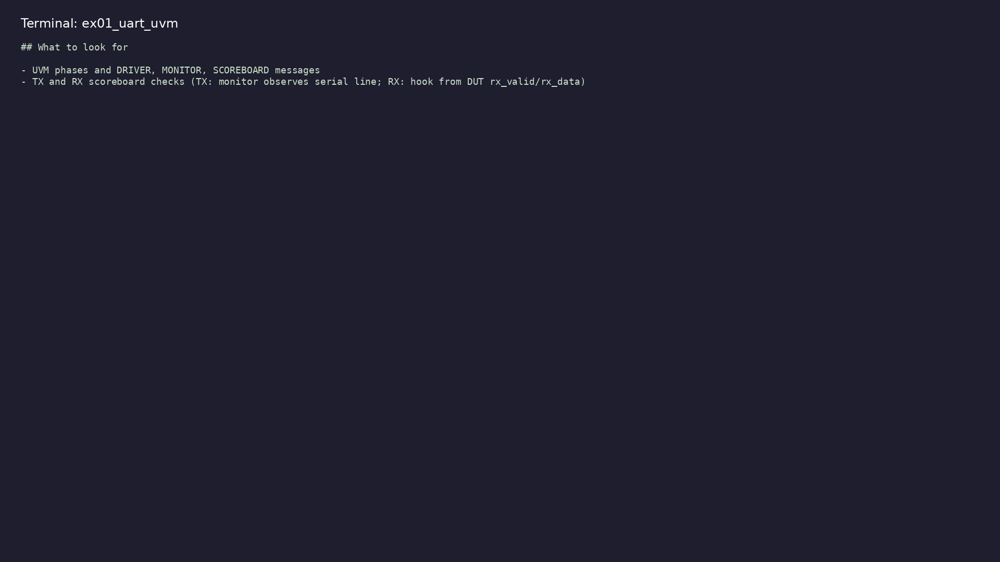 Terminal: ex01_uart_uvm
## What to look for
- UVM phases and DRIVER, MONITOR, SCOREBOARD messages
- TX and RX scoreboard checks (TX: monitor observes serial line; RX: hook from DUT rx_valid/rx_data)